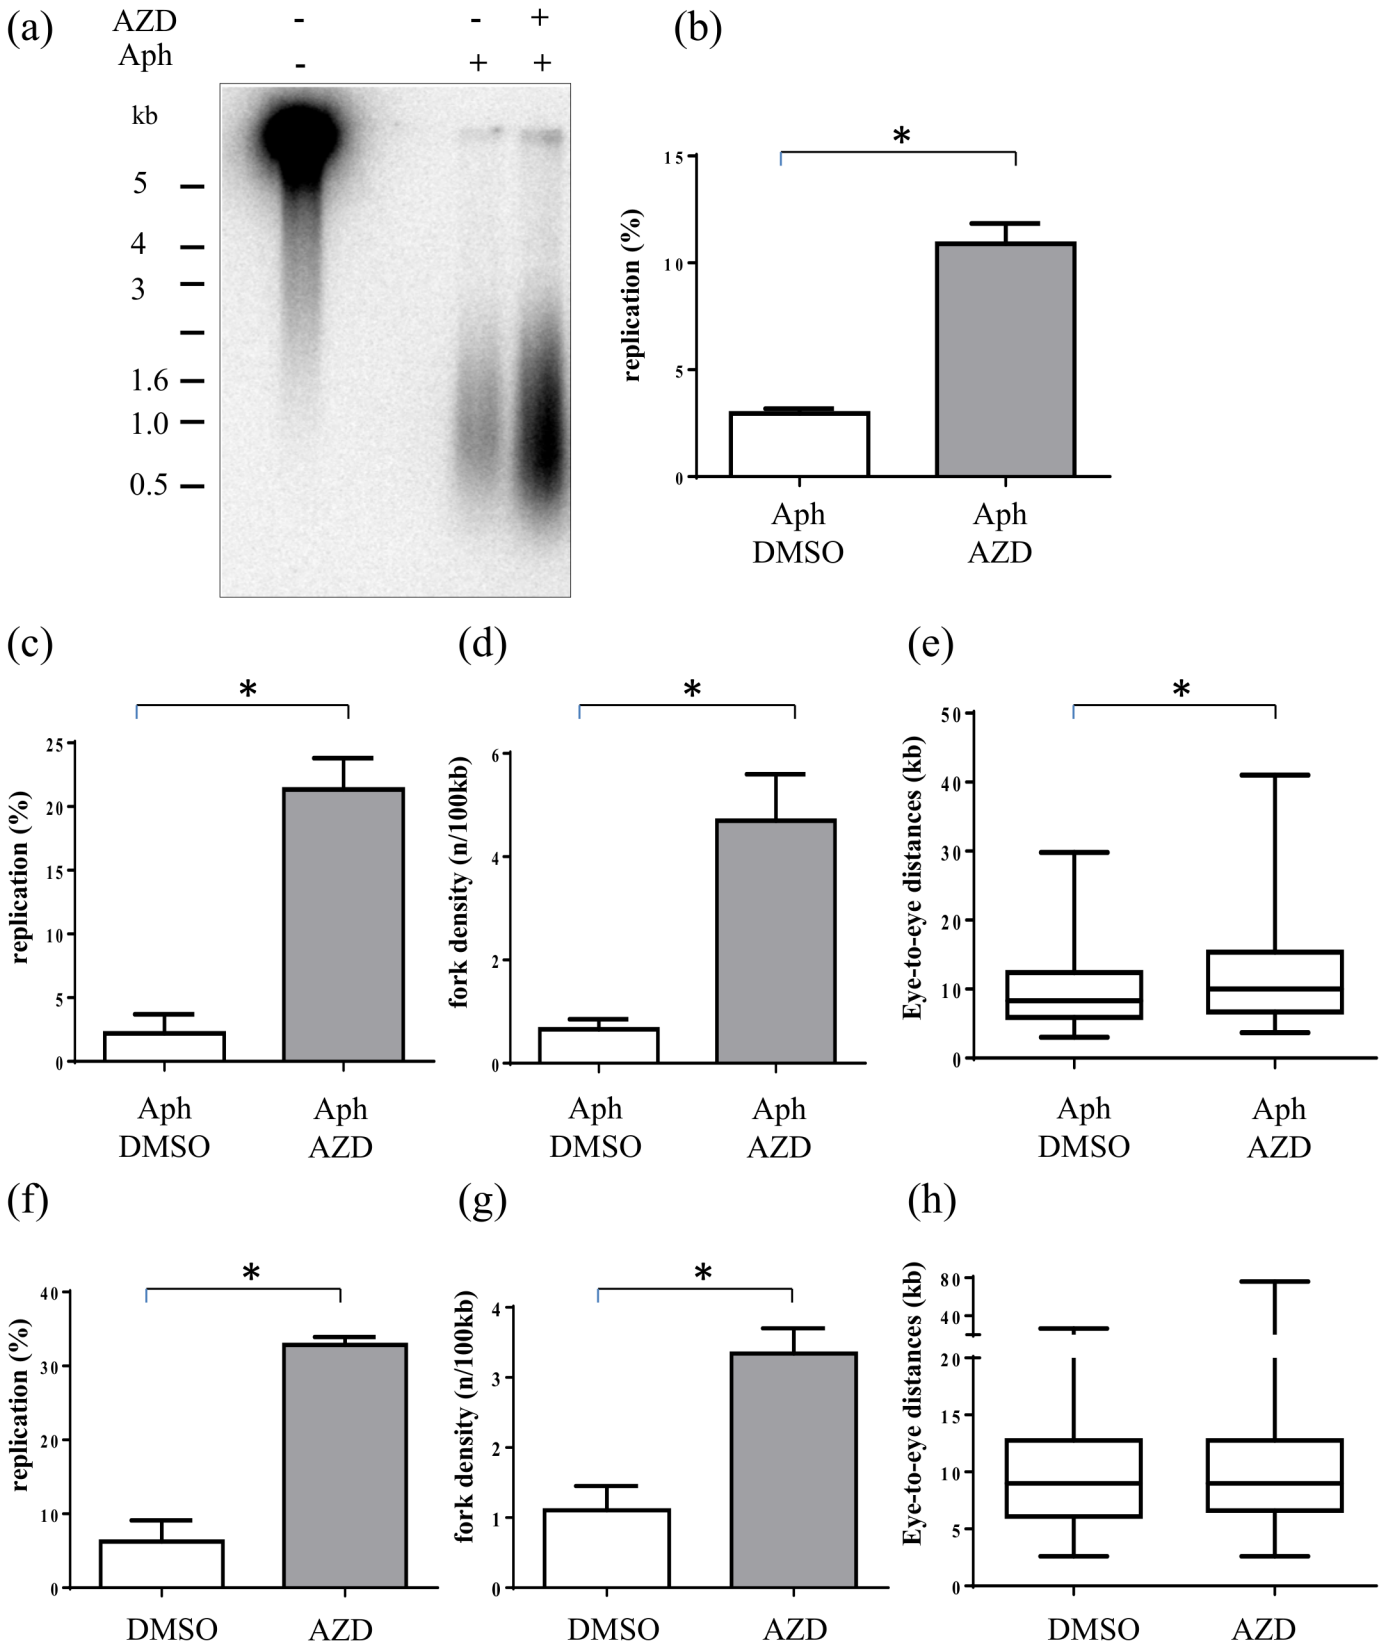 (a)
AZD - - +
Aph - + +
kb
5
4
3
1.6
1.0
0.5
(b)
*
replication (%)
15
10
5
0
Aph Aph
DMSO AZD
(c)
*
replication (%)
25
20
15
10
5
0
Aph Aph
DMSO AZD
(d)
*
fork density (n/100kb)
6
4
2
0
Aph Aph
DMSO AZD
(e)
*
Eye-to-eye distances (kb)
50
40
30
20
10
0
Aph Aph
DMSO AZD
(f)
*
replication (%)
40
30
20
10
0
DMSO AZD
(g)
*
fork density (n/100kb)
4
3
2
1
0
DMSO AZD
(h)
Eye-to-eye distances (kb)
80
40
20
15
10
5
0
DMSO AZD